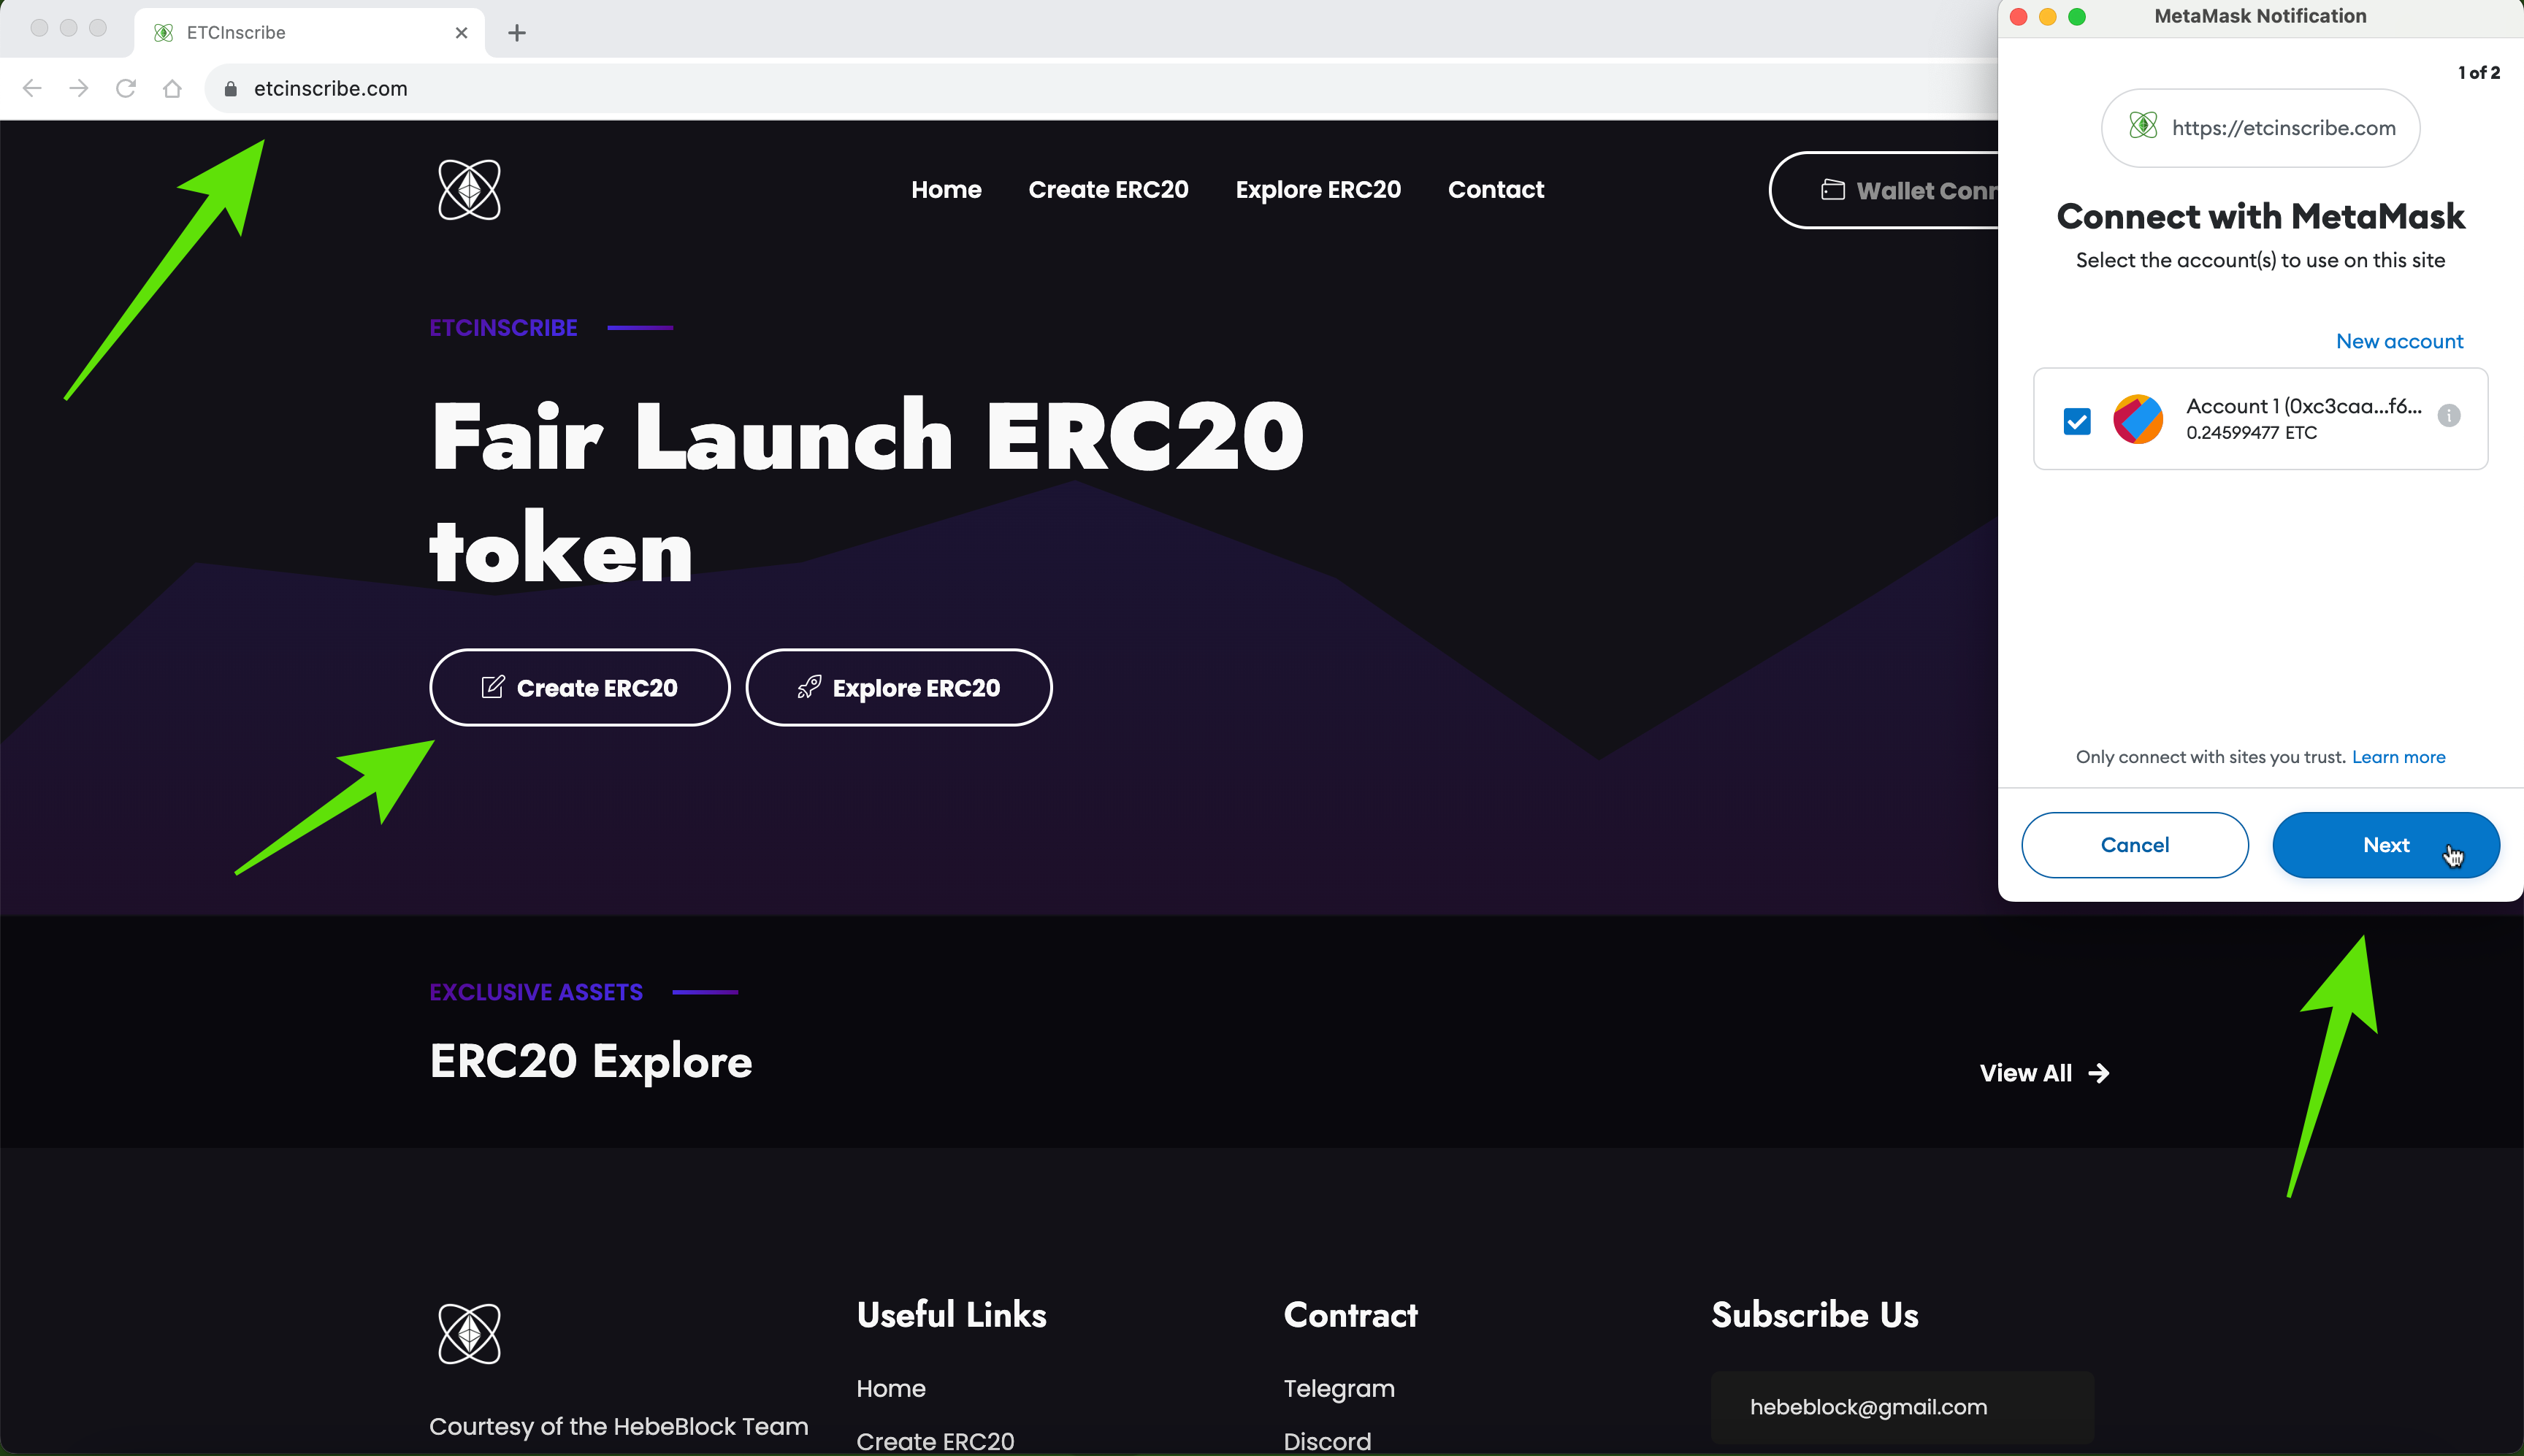 ETCInscribe
etcinscribe.com
Home Create ERC20 Explore ERC20 Contact
Wallet Conn
ETCINSCRIBE
Fair Launch ERC20
token
Create ERC20 Explore ERC20
EXCLUSIVE ASSETS
ERC20 Explore
View All
Courtesy of the HebeBlock Team
Useful Links
Home
Create ERC20
Contract
Telegram
Discord
Subscribe Us
hebeblock@gmail.com
MetaMask Notification
1 of 2
https://etcinscribe.com
Connect with MetaMask
Select the account(s) to use on this site
New account
Account 1 (0xc3caa...f6...
0.24599477 ETC
Only connect with sites you trust. Learn more
Cancel Next